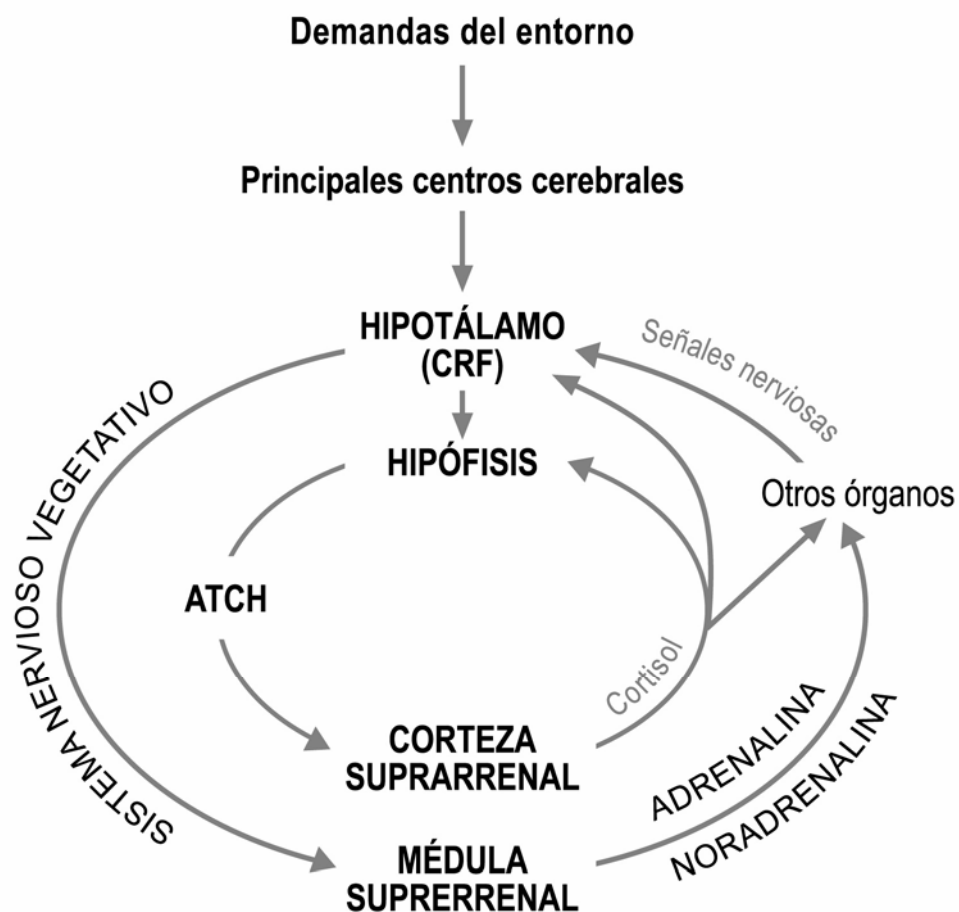 Demandas del entorno
Principales centros cerebrales
HIPOTÁLAMO
(CRF)
Señales nerviosas
HIPÓFISIS
Otros órganos
SISTEMA NERVIOSO VEGETATIVO
ATCH
Cortisol
CORTEZA
SUPRARRENAL
ADRENALINA
NORADRENALINA
MÉDULA
SUPRERRENAL